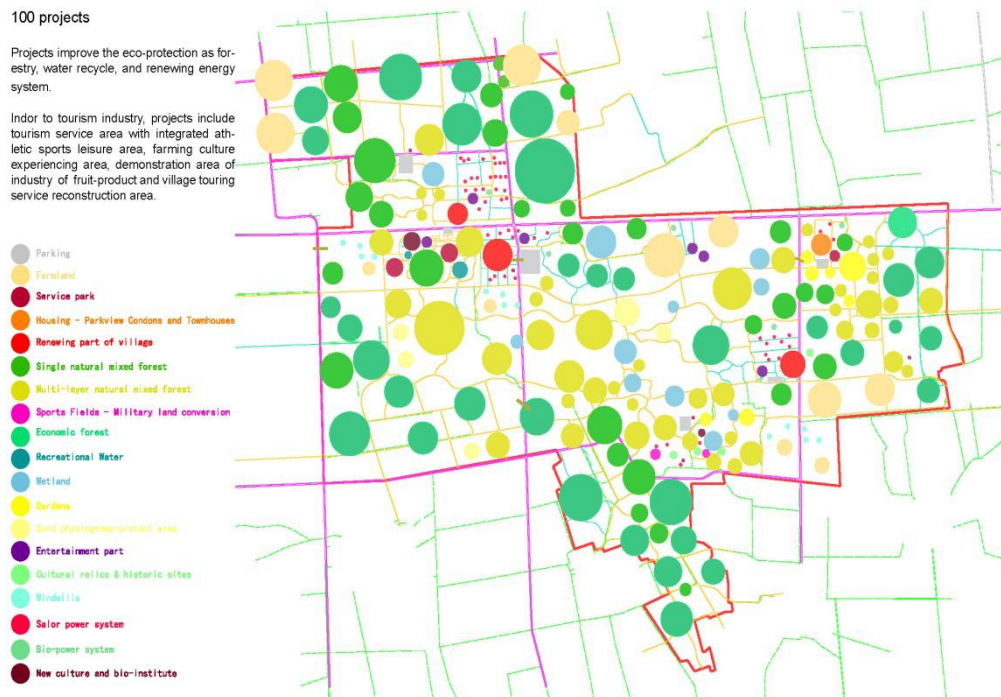 100 projects
Projects improve the eco-protection as for-
estry, water recycle, and renewing energy
system.
Indor to tourism industry, projects include
tourism service area with integrated ath-
letic sports leisure area, farming culture
experiencing area, demonstration area of
industry of fruit-product and village touring
service reconstruction area.
Parking
Farmland
Service park
Housing - Parkview Condons and Townhouses
Renewing part of village
Single natural mixed forest
Multi-layer natural mixed forest
Sports Fields - Military land conversion
Economic forest
Recreational Water
Wetland
Gardens
Sand physiognomy-protect area
Entertainment part
Cultural relics & historic sites
Windmills
Salor power system
Bio-power system
New culture and bio-institute